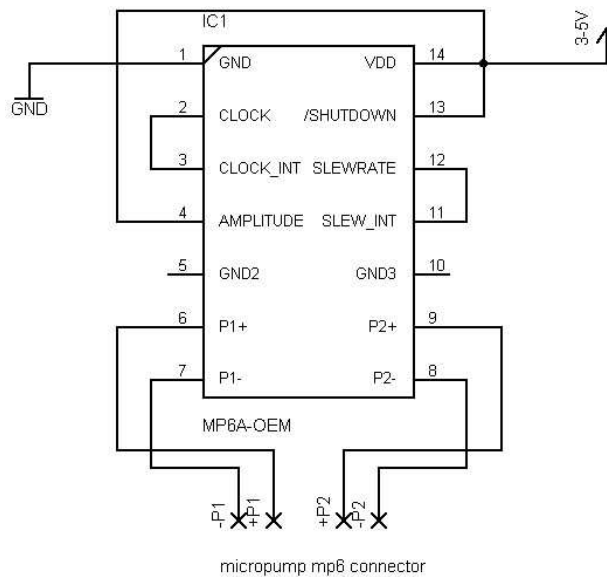 IC1
3-5V
1 GND VDD 14
GND
2 CLOCK /SHUTDOWN 13
3 CLOCK_INT SLEWRATE 12
4 AMPLITUDE SLEW_INT 11
5 GND2 GND3 10
6 P1+ P2+ 9
7 P1- P2- 8
MP6A-OEM
-P1 +P1 +P2 -P2
micropump mp6 connector